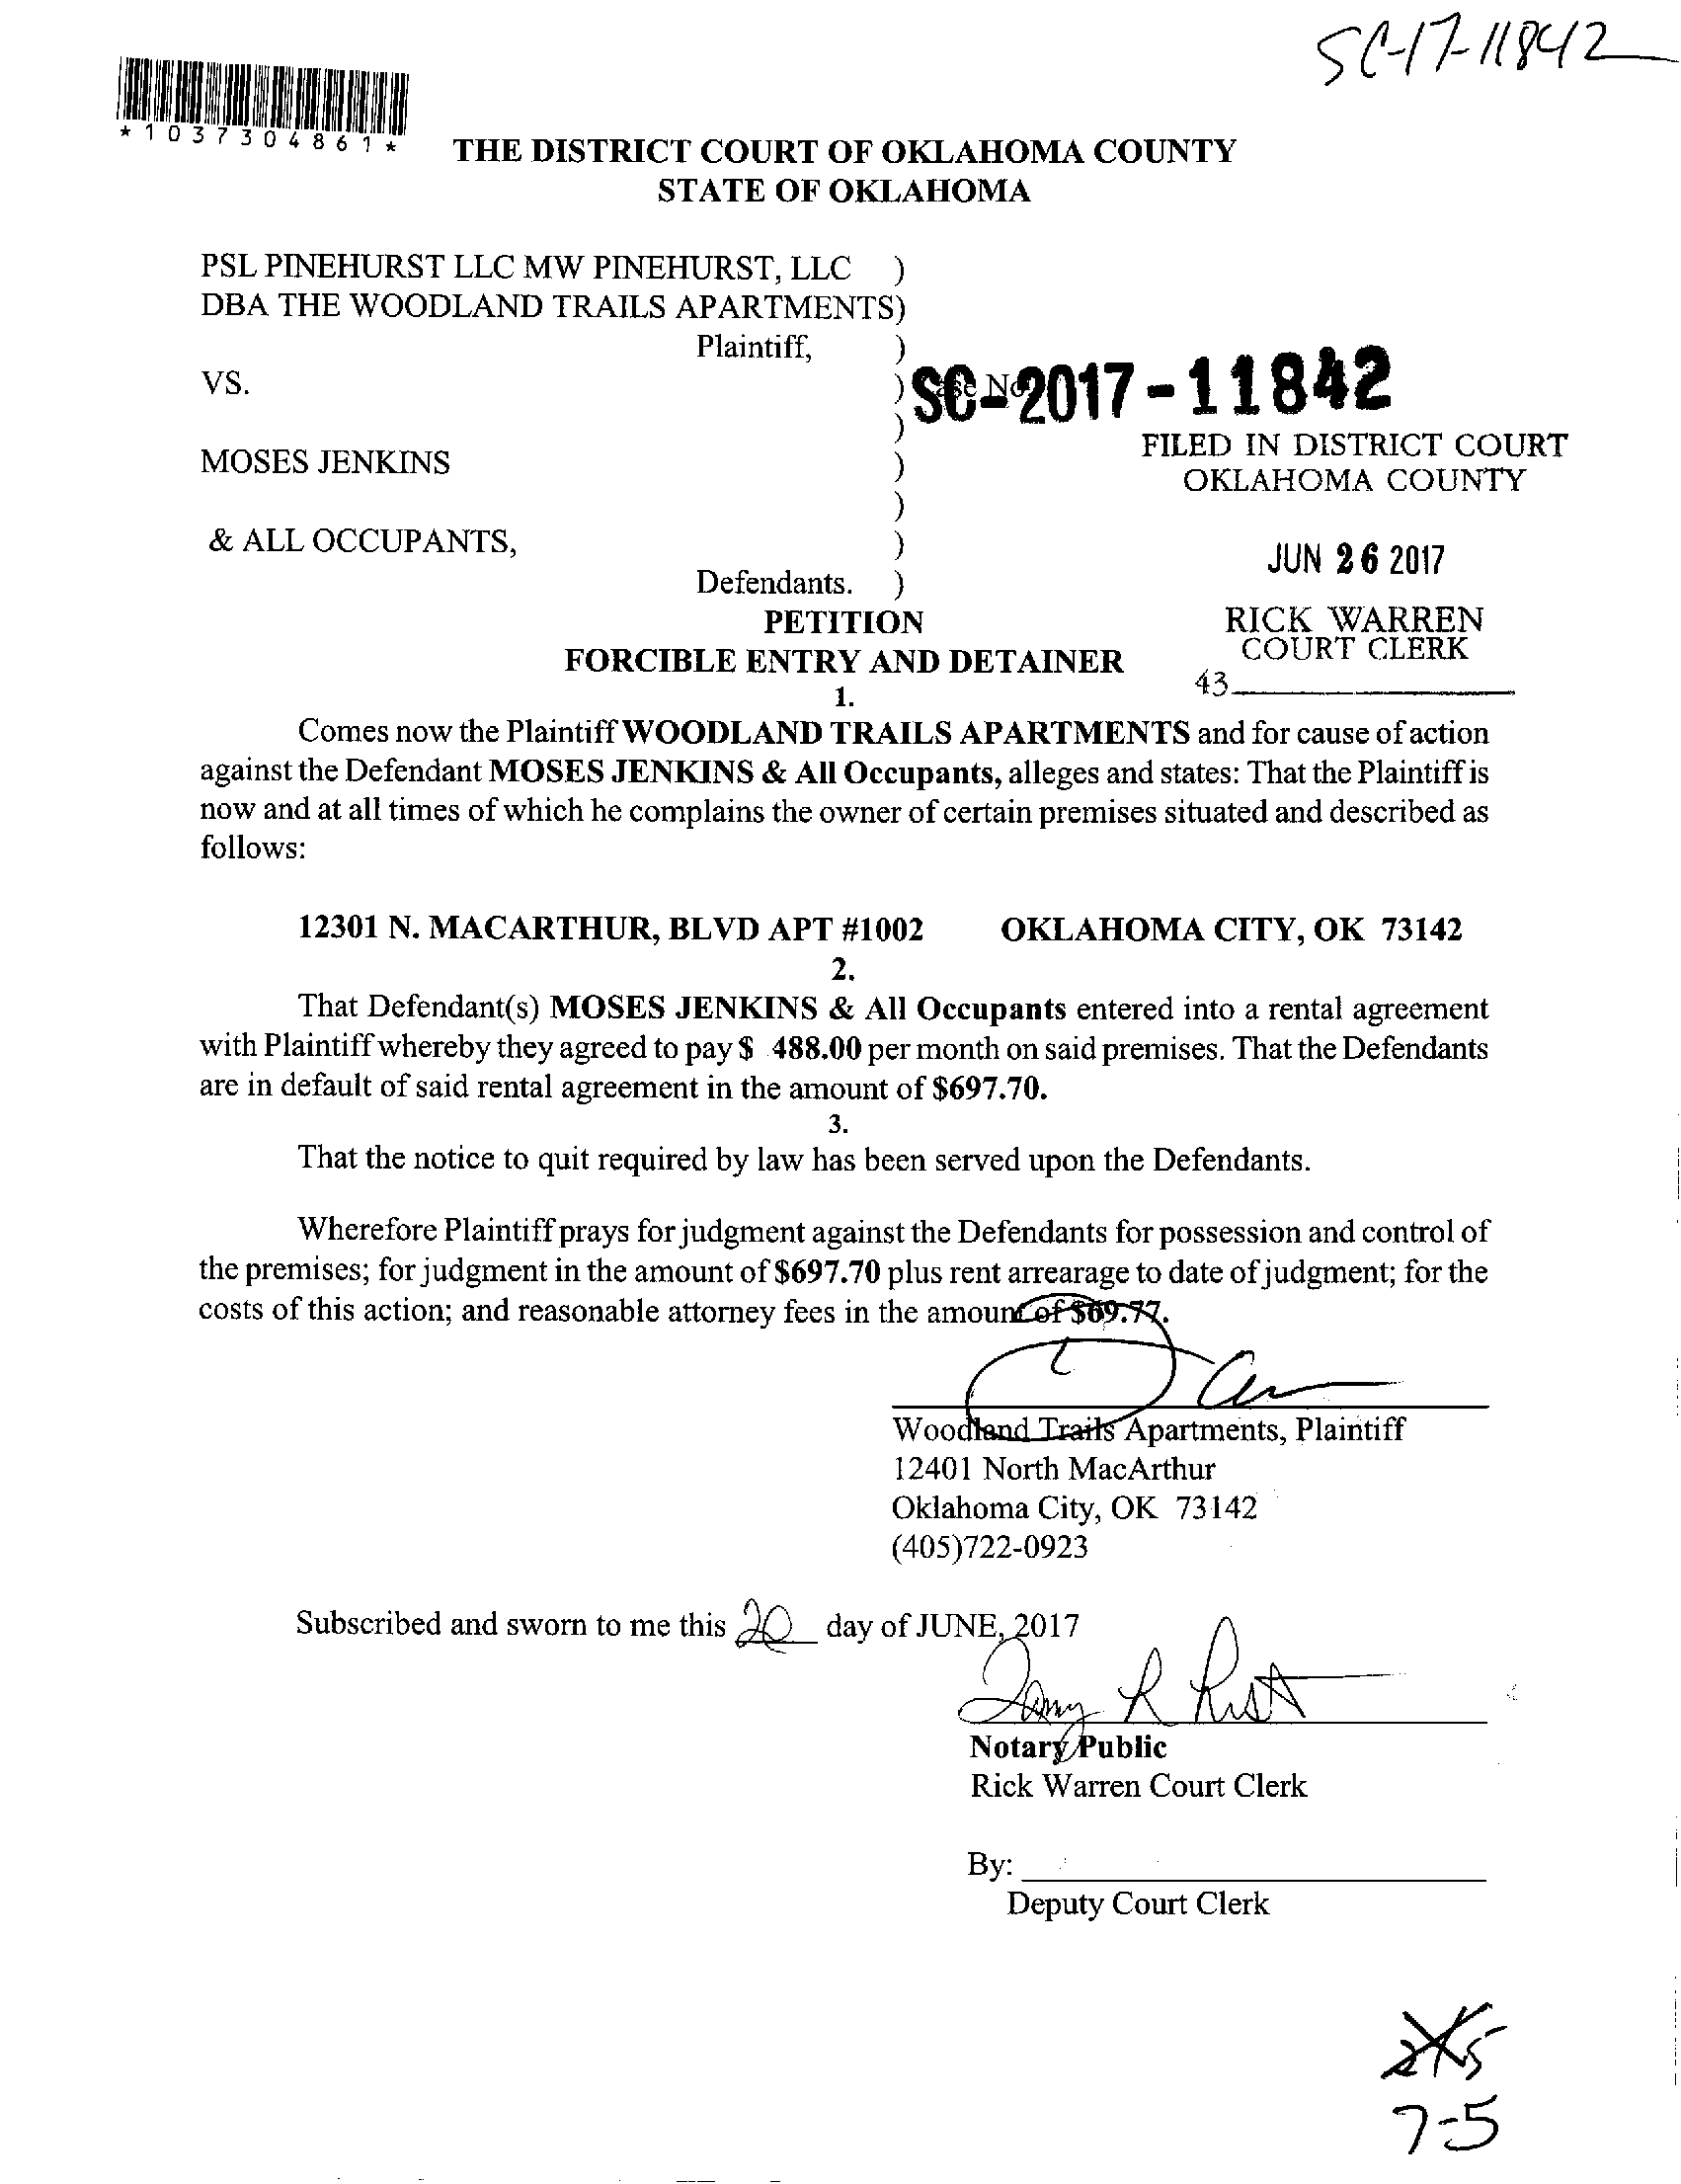 SC-17-11842
*1037304861*
THE DISTRICT COURT OF OKLAHOMA COUNTY
STATE OF OKLAHOMA
PSL PINEHURST LLC MW PINEHURST, LLC )
DBA THE WOODLAND TRAILS APARTMENTS)
Plaintiff, )
VS. ) SC-2017-11842
)
FILED IN DISTRICT COURT
MOSES JENKINS )
OKLAHOMA COUNTY
)
& ALL OCCUPANTS, )
JUN 26 2017
Defendants. )
PETITION
RICK WARREN
COURT CLERK
FORCIBLE ENTRY AND DETAINER
43
1.
Comes now the Plaintiff WOODLAND TRAILS APARTMENTS and for cause of action
against the Defendant MOSES JENKINS & All Occupants, alleges and states: That the Plaintiff is
now and at all times of which he complains the owner of certain premises situated and described as
follows:
12301 N. MACARTHUR, BLVD APT #1002 OKLAHOMA CITY, OK 73142
2.
That Defendant(s) MOSES JENKINS & All Occupants entered into a rental agreement
with Plaintiff whereby they agreed to pay $ 488.00 per month on said premises. That the Defendants
are in default of said rental agreement in the amount of $697.70.
3.
That the notice to quit required by law has been served upon the Defendants.
Wherefore Plaintiff prays for judgment against the Defendants for possession and control of
the premises; for judgment in the amount of $697.70 plus rent arrearage to date of judgment; for the
costs of this action; and reasonable attorney fees in the amount of $69.77.
Woodland Trails Apartments, Plaintiff
12401 North MacArthur
Oklahoma City, OK 73142
(405)722-0923
Subscribed and sworn to me this 20 day of JUNE, 2017
Notary Public
Rick Warren Court Clerk
By:
Deputy Court Clerk
7-5